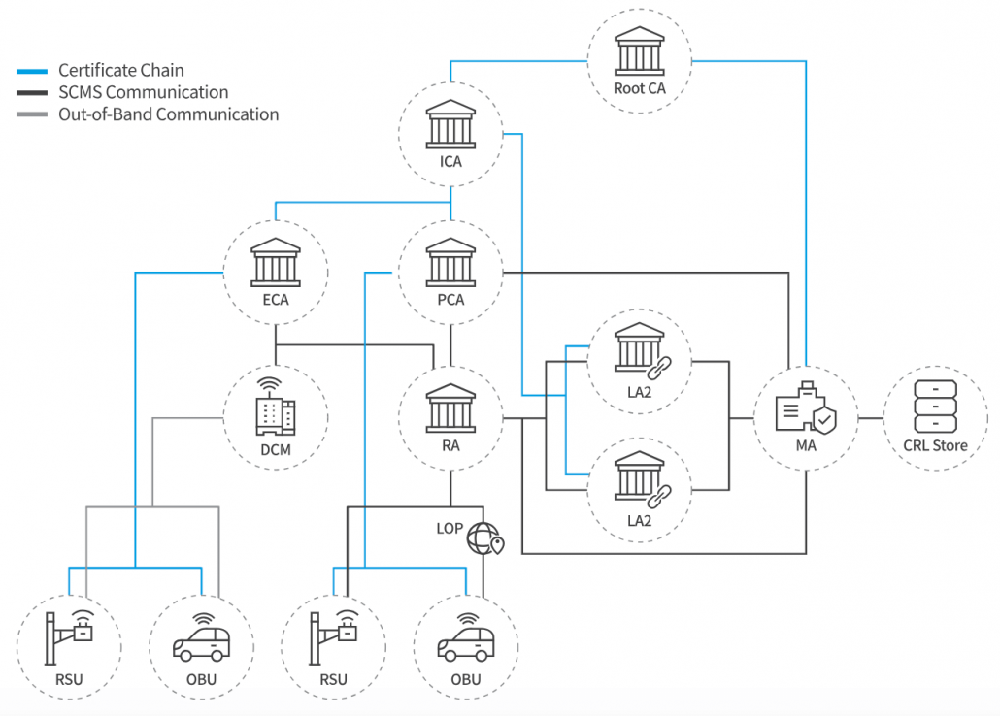 Certificate Chain
SCMS Communication
Out-of-Band Communication
Root CA
ICA
ECA
PCA
LA2
DCM
RA
MA
CRL Store
LA2
LOP
RSU
OBU
RSU
OBU